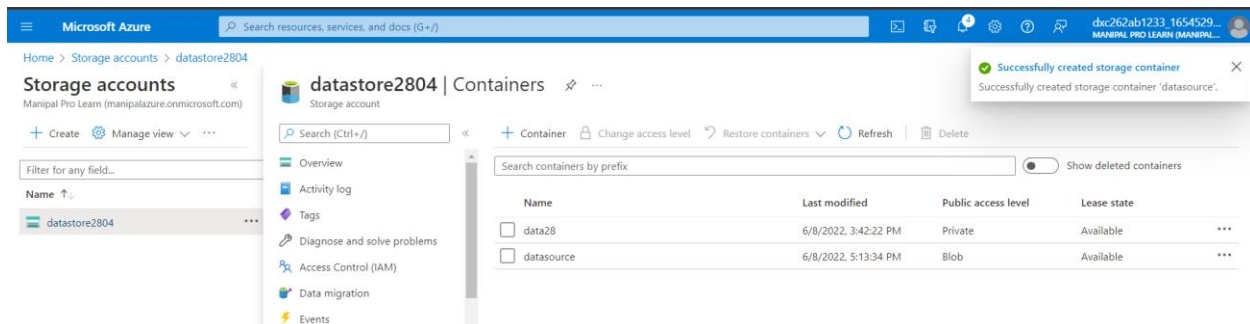 Microsoft Azure
Search resources, services, and docs (G+/)
4
dxc262ab1233_1654529...
MANIPAL PRO LEARN (MANIPAL...
Home > Storage accounts > datastore2804
Successfully created storage container
Successfully created storage container 'datasource'.
Storage accounts
Manipal Pro Learn (manipalazure.onmicrosoft.com)
+ Create Manage view ...
Filter for any field...
Name ↑↓
datastore2804 ...
datastore2804 | Containers ...
Storage account
Search (Ctrl+/)
Overview
Activity log
Tags
Diagnose and solve problems
Access Control (IAM)
Data migration
Events
+ Container Change access level Restore containers Refresh Delete
Search containers by prefix
Show deleted containers
Name Last modified Public access level Lease state
data28 6/8/2022, 3:42:22 PM Private Available ...
datasource 6/8/2022, 5:13:34 PM Blob Available ...